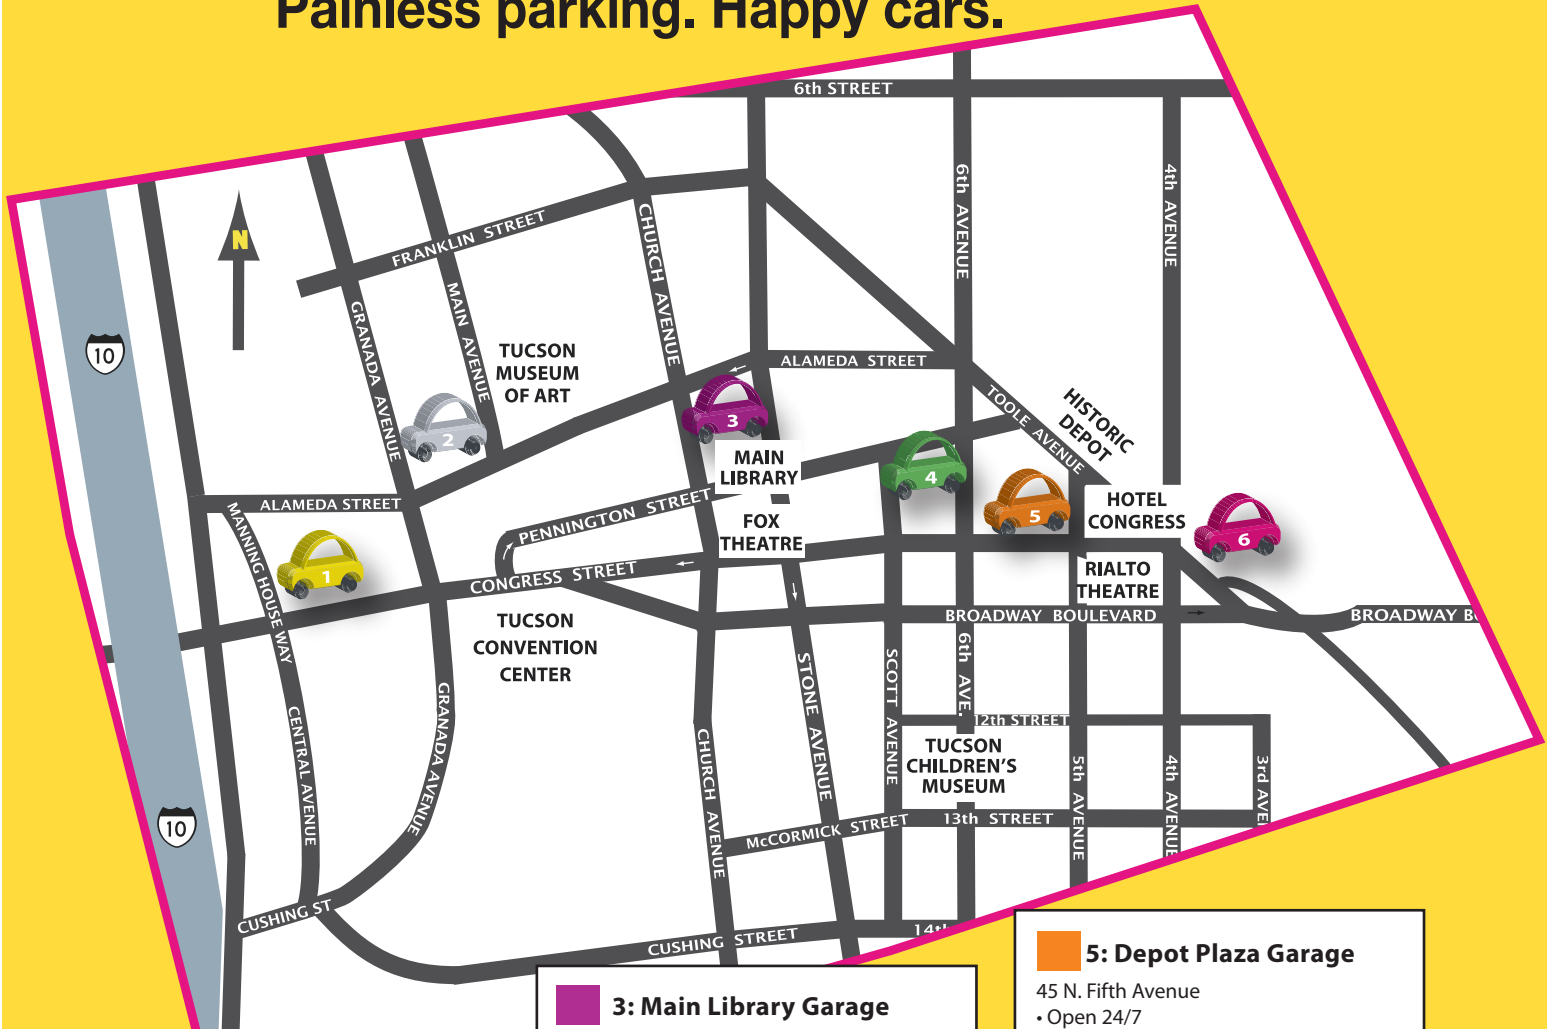 Painless parking. Happy cars.
6th STREET
6th AVENUE
4th AVENUE
N
FRANKLIN STREET
CHURCH AVENUE
MAIN AVENUE
GRANADA AVENUE
10
TUCSON
MUSEUM
OF ART
ALAMEDA STREET
TOOLE AVENUE
HISTORIC
DEPOT
2
3
4
5
6
1
MAIN
LIBRARY
PENNINGTON STREET
FOX
THEATRE
HOTEL
CONGRESS
ALAMEDA STREET
MANNING HOUSE WAY
CONGRESS STREET
RIALTO
THEATRE
BROADWAY BOULEVARD
BROADWAY B
TUCSON
CONVENTION
CENTER
6th AVE.
SCOTT AVENUE
STONE AVENUE
GRANADA AVENUE
CENTRAL AVENUE
CHURCH AVENUE
12th STREET
TUCSON
CHILDREN'S
MUSEUM
5th AVENUE
4th AVENUE
3rd AVE
10
McCORMICK STREET
13th STREET
CUSHING ST
CUSHING STREET
14th
3: Main Library Garage
5: Depot Plaza Garage
45 N. Fifth Avenue
• Open 24/7